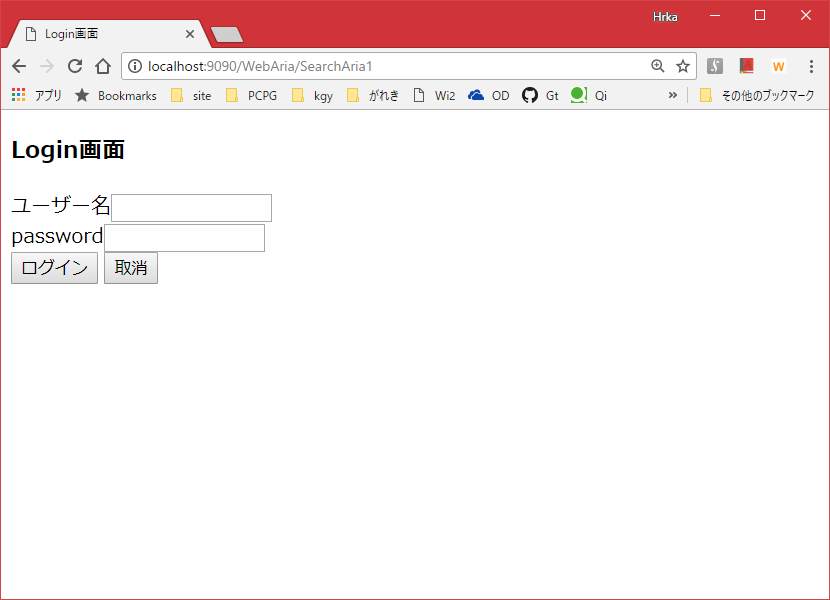 Hrka
Login画面
localhost:9090/WebAria/SearchAria1
アプリ Bookmarks site PCPG kgy がれき Wi2 OD Gt Qi » その他のブックマーク
Login画面
ユーザー名
password
ログイン 取消